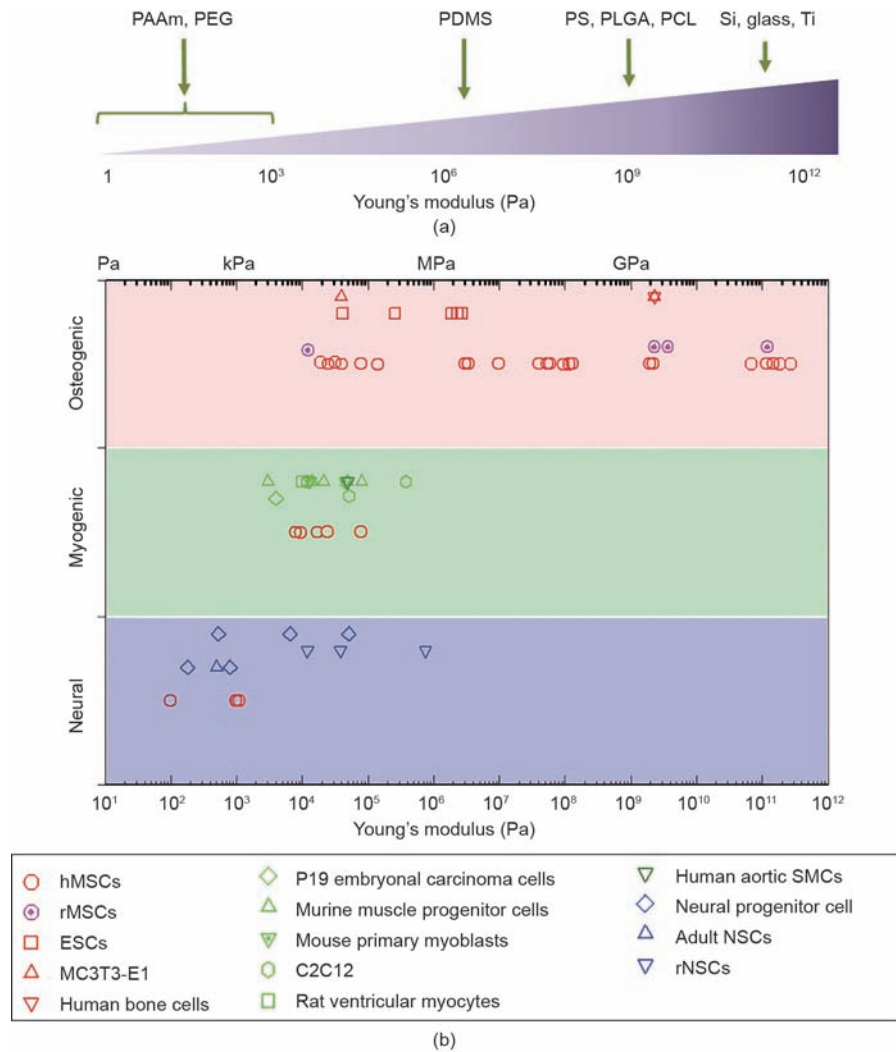 PAAm, PEG PDMS PS, PLGA, PCL Si, glass, Ti
1 10³ 10⁶ 10⁹ 10¹²
Young's modulus (Pa)
(a)
Pa kPa MPa GPa
Osteogenic
Myogenic
Neural
10¹ 10² 10³ 10⁴ 10⁵ 10⁶ 10⁷ 10⁸ 10⁹ 10¹⁰ 10¹¹ 10¹²
Young's modulus (Pa)
hMSCs
rMSCs
ESCs
MC3T3-E1
Human bone cells
P19 embryonal carcinoma cells
Murine muscle progenitor cells
Mouse primary myoblasts
C2C12
Rat ventricular myocytes
Human aortic SMCs
Neural progenitor cell
Adult NSCs
rNSCs
(b)